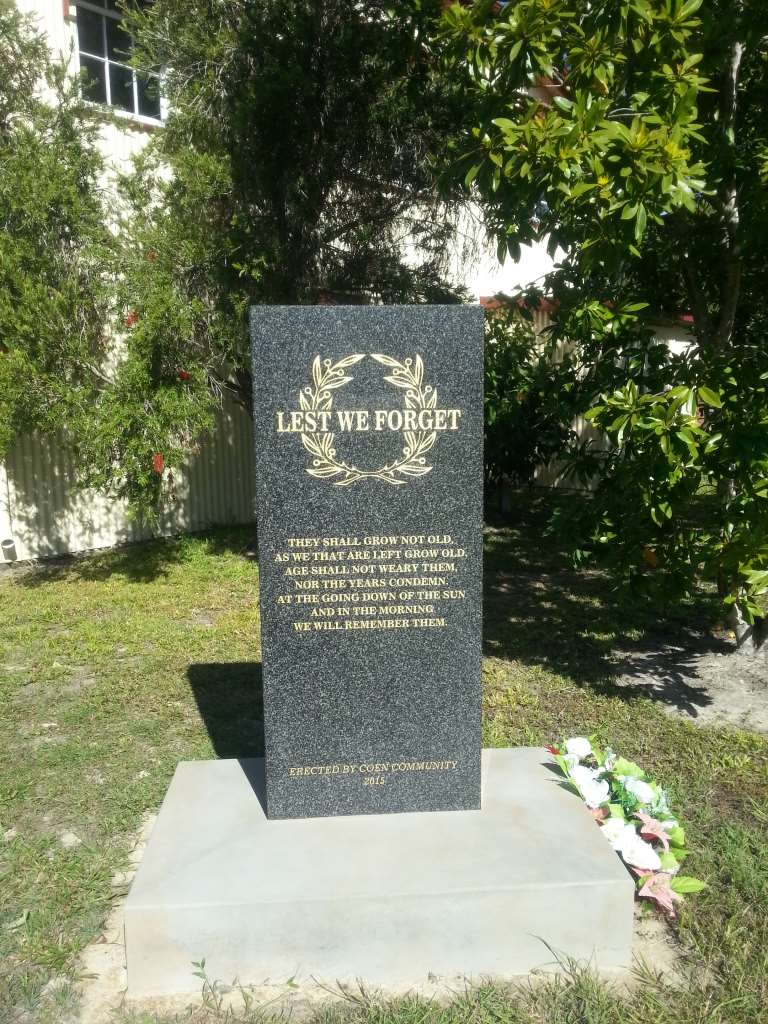 LEST WE FORGET
THEY SHALL GROW NOT OLD,
AS WE THAT ARE LEFT GROW OLD.
AGE SHALL NOT WEARY THEM,
NOR THE YEARS CONDEMN.
AT THE GOING DOWN OF THE SUN
AND IN THE MORNING
WE WILL REMEMBER THEM.
ERECTED BY COEN COMMUNITY
2015